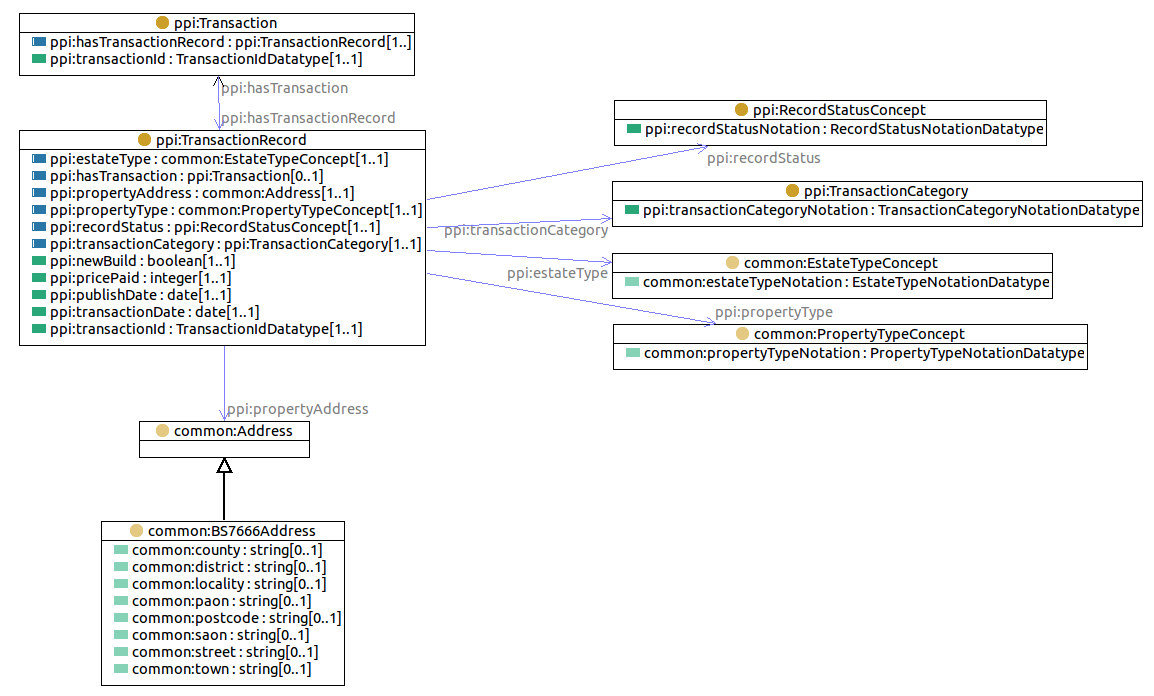 ppi:Transaction
ppi:hasTransactionRecord : ppi:TransactionRecord[1..]
ppi:transactionId : TransactionIdDatatype[1..1]
ppi:hasTransaction
ppi:hasTransactionRecord
ppi:TransactionRecord
ppi:estateType : common:EstateTypeConcept[1..1]
ppi:hasTransaction : ppi:Transaction[0..1]
ppi:propertyAddress : common:Address[1..1]
ppi:propertyType : common:PropertyTypeConcept[1..1]
ppi:recordStatus : ppi:RecordStatusConcept[1..1]
ppi:transactionCategory : ppi:TransactionCategory[1..1]
ppi:newBuild : boolean[1..1]
ppi:pricePaid : integer[1..1]
ppi:publishDate : date[1..1]
ppi:transactionDate : date[1..1]
ppi:transactionId : TransactionIdDatatype[1..1]
ppi:RecordStatusConcept
ppi:recordStatusNotation : RecordStatusNotationDatatype
ppi:recordStatus
ppi:TransactionCategory
ppi:transactionCategoryNotation : TransactionCategoryNotationDatatype
ppi:transactionCategory
common:EstateTypeConcept
common:estateTypeNotation : EstateTypeNotationDatatype
ppi:estateType
ppi:propertyType
common:PropertyTypeConcept
common:propertyTypeNotation : PropertyTypeNotationDatatype
ppi:propertyAddress
common:Address
common:BS7666Address
common:county : string[0..1]
common:district : string[0..1]
common:locality : string[0..1]
common:paon : string[0..1]
common:postcode : string[0..1]
common:saon : string[0..1]
common:street : string[0..1]
common:town : string[0..1]